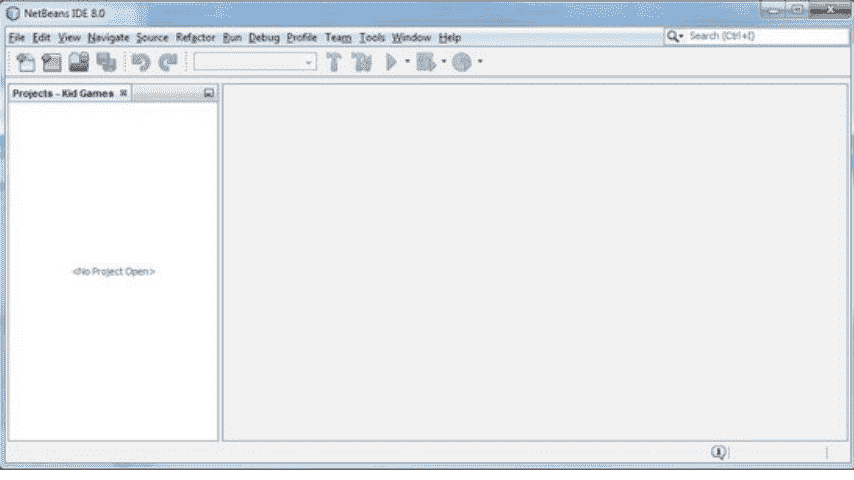 NetBeans IDE 8.0
File Edit View Navigate Source Refactor Run Debug Profile Team Tools Window Help
Search (Ctrl+I)
Projects - Kid Games
<No Project Open>